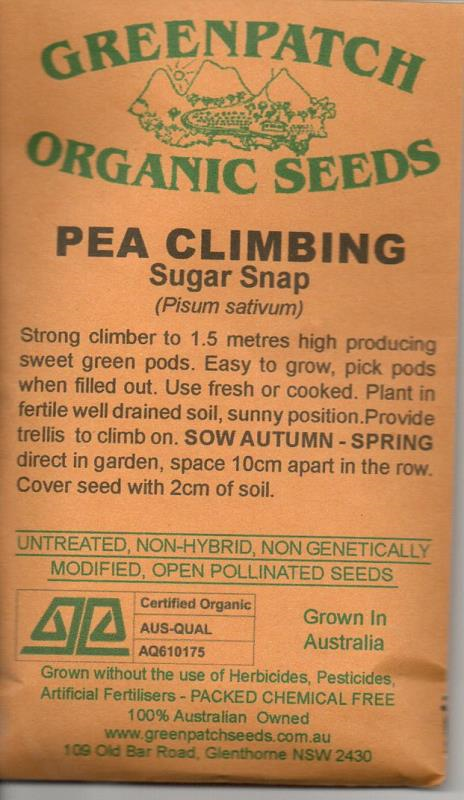 GREENPATCH
ORGANIC SEEDS
PEA CLIMBING
Sugar Snap
(Pisum sativum)
Strong climber to 1.5 metres high producing
sweet green pods. Easy to grow, pick pods
when filled out. Use fresh or cooked. Plant in
fertile well drained soil, sunny position.Provide
trellis to climb on. SOW AUTUMN - SPRING
direct in garden, space 10cm apart in the row.
Cover seed with 2cm of soil.
UNTREATED, NON-HYBRID, NON GENETICALLY
MODIFIED, OPEN POLLINATED SEEDS
Certified Organic
AUS-QUAL
AQ610175
Grown In
Australia
Grown without the use of Herbicides, Pesticides,
Artificial Fertilisers - PACKED CHEMICAL FREE
100% Australian Owned
www.greenpatchseeds.com.au
109 Old Bar Road, Glenthorne NSW 2430